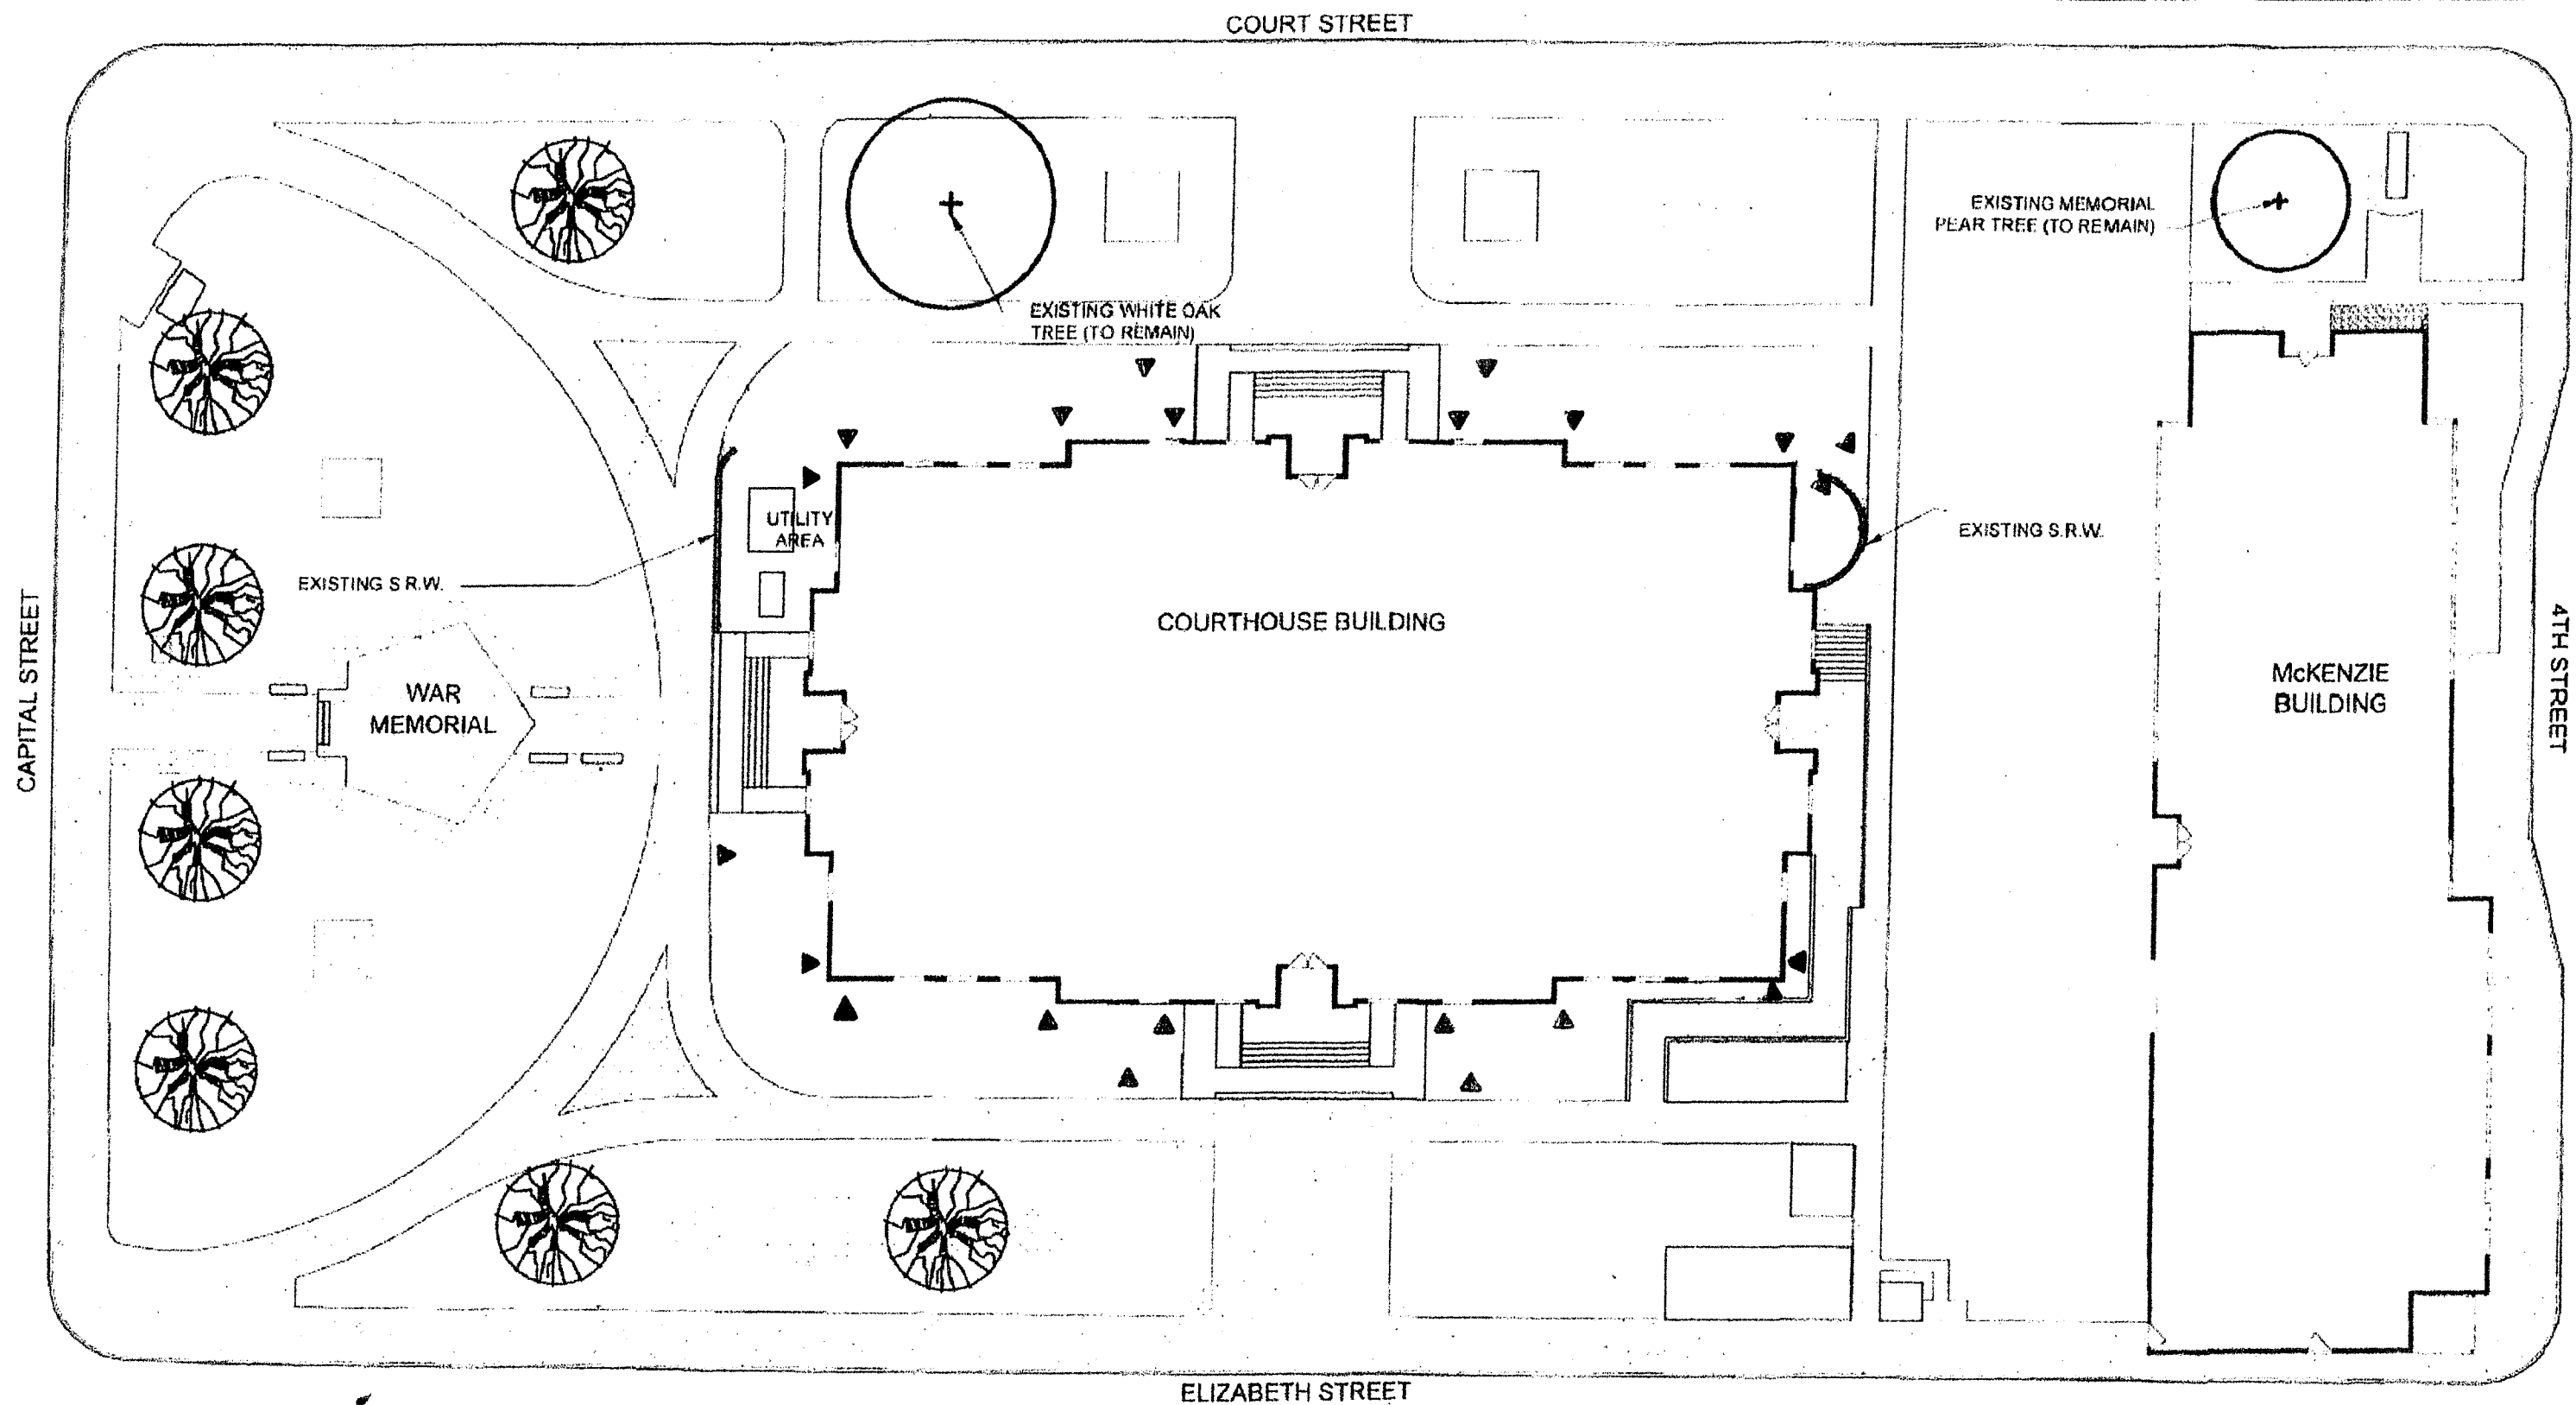 COURT STREET
EXISTING MEMORIAL
PEAR TREE (TO REMAIN)
EXISTING WHITE OAK
TREE (TO REMAIN)
UTILITY
AREA
EXISTING S.R.W.
EXISTING S.R.W.
COURTHOUSE BUILDING
CAPITAL STREET
WAR
MEMORIAL
McKENZIE
BUILDING
4TH STREET
ELIZABETH STREET